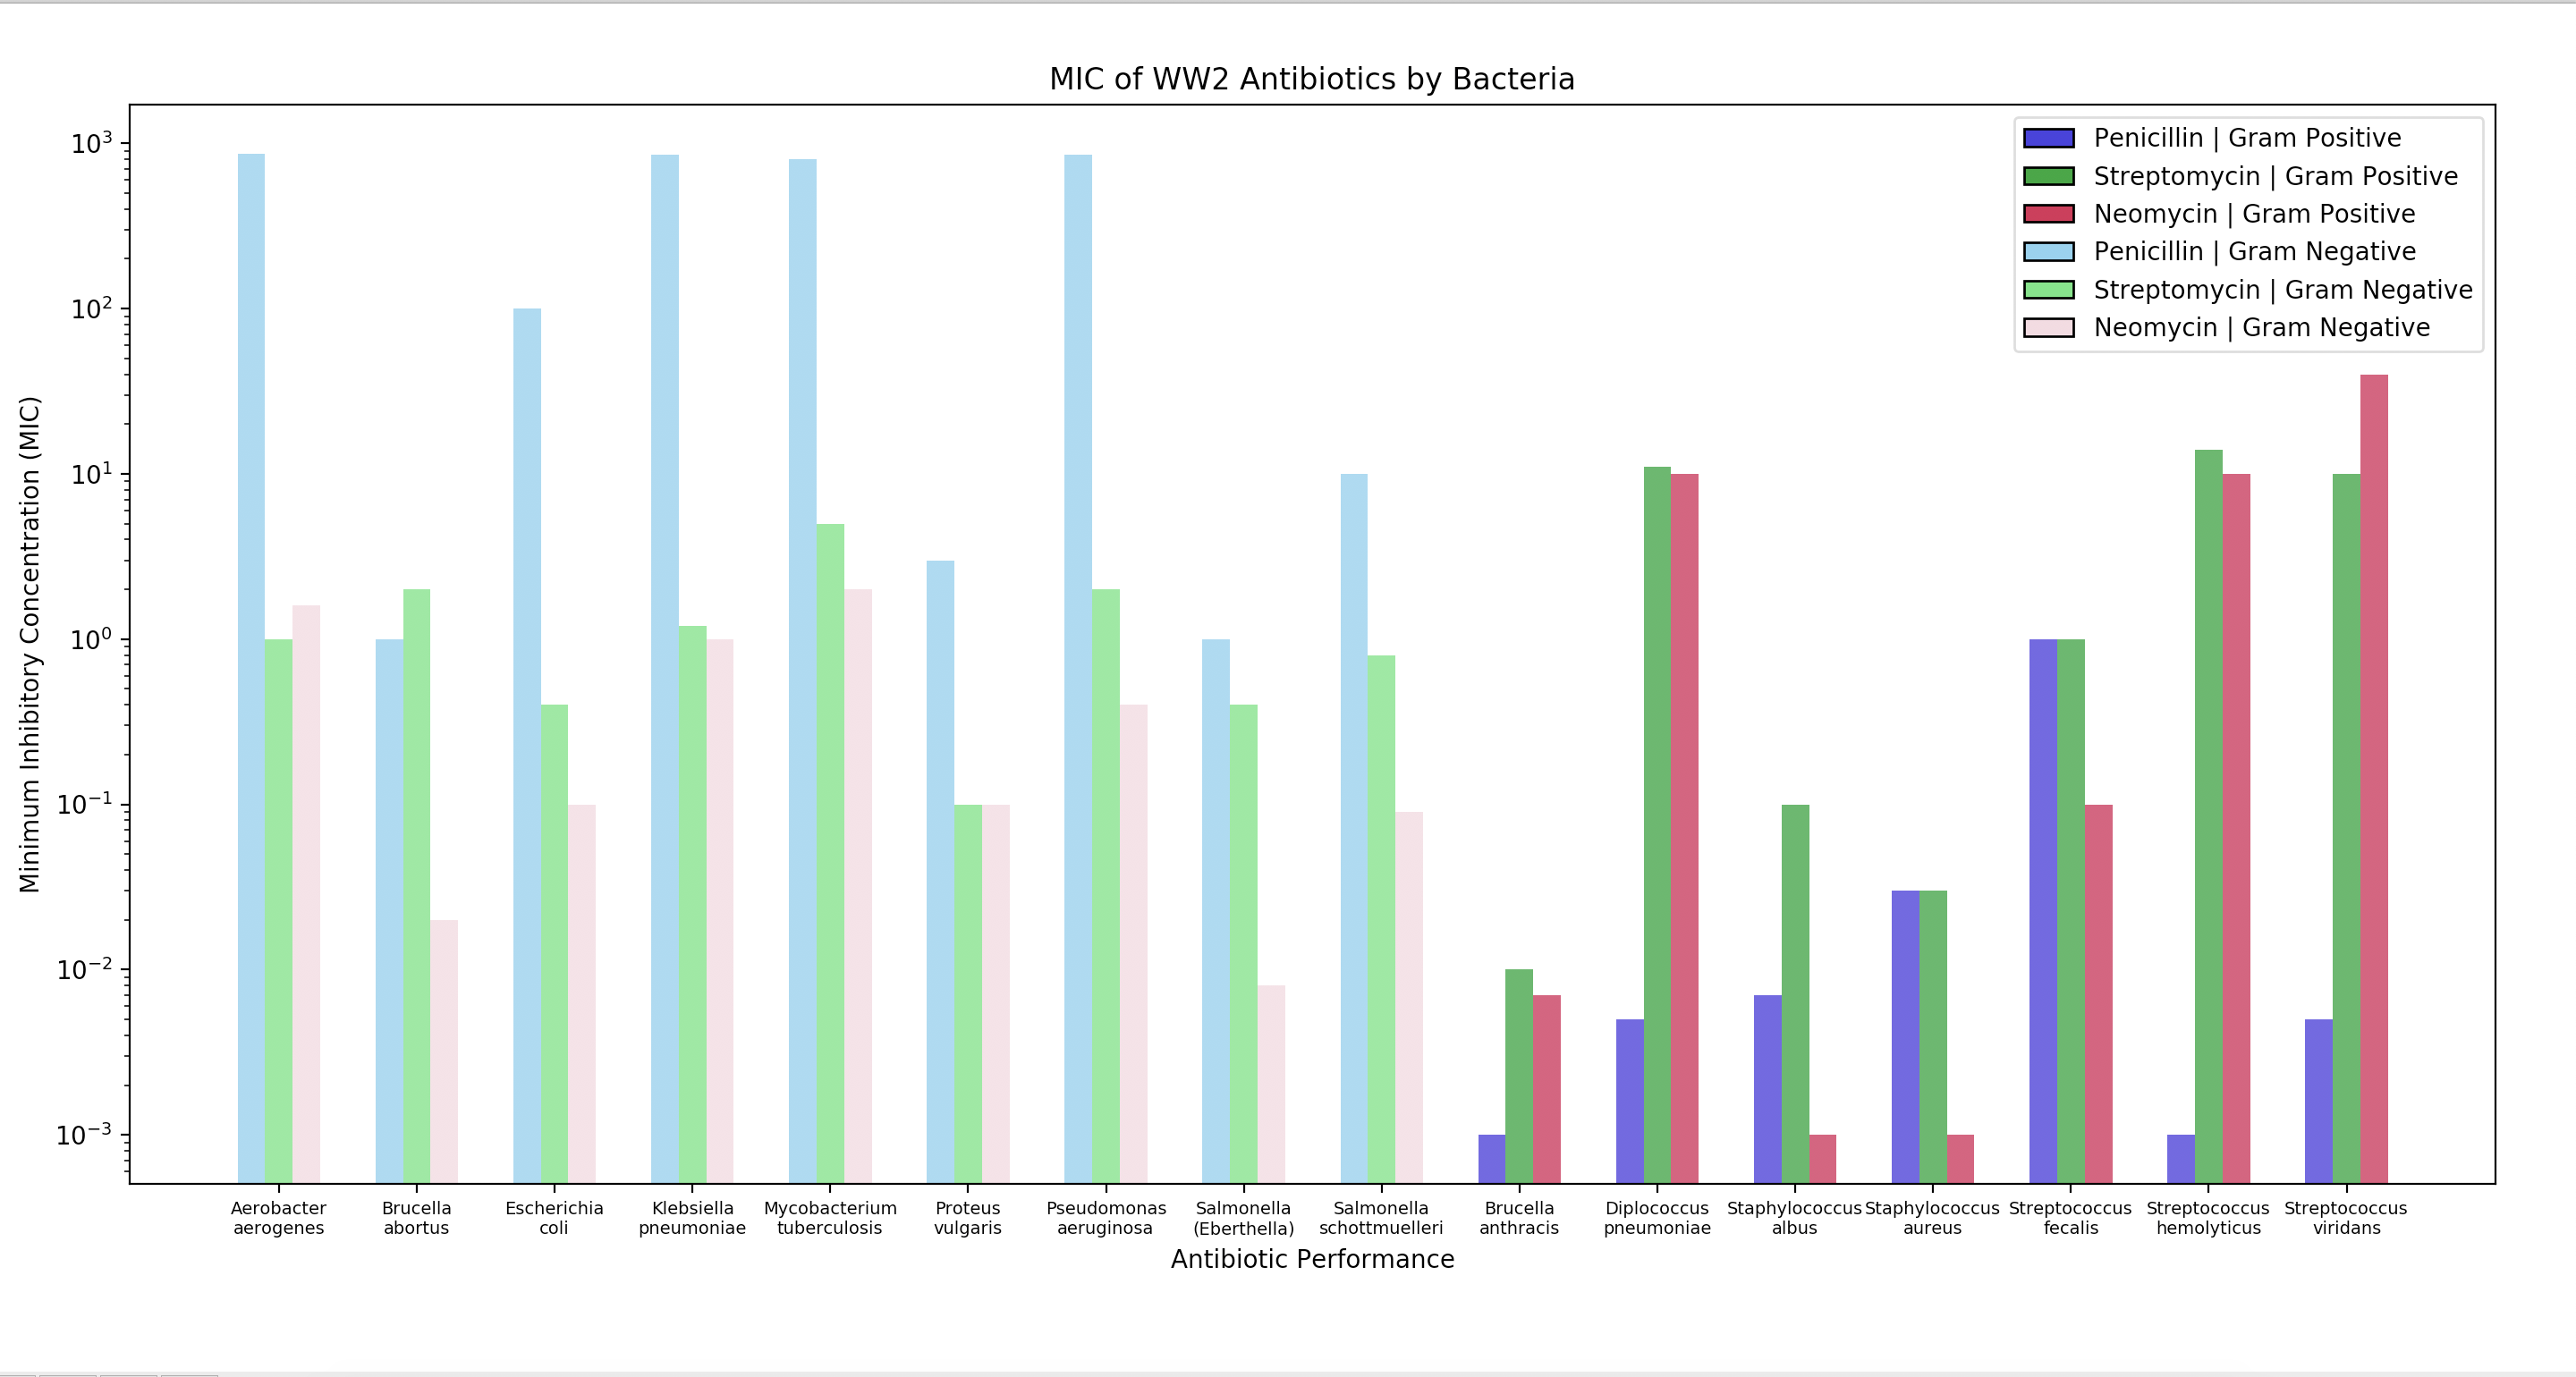 MIC of WW2 Antibiotics by Bacteria
Penicillin | Gram Positive
Streptomycin | Gram Positive
Neomycin | Gram Positive
Penicillin | Gram Negative
Streptomycin | Gram Negative
Neomycin | Gram Negative
Minimum Inhibitory Concentration (MIC)
10³
10²
10¹
10⁰
10⁻¹
10⁻²
10⁻³
Aerobacter
aerogenes
Brucella
abortus
Escherichia
coli
Klebsiella
pneumoniae
Mycobacterium
tuberculosis
Proteus
vulgaris
Pseudomonas
aeruginosa
Salmonella
(Eberthella)
Salmonella
schottmuelleri
Brucella
anthracis
Diplococcus
pneumoniae
Staphylococcus
albus
Staphylococcus
aureus
Streptococcus
fecalis
Streptococcus
hemolyticus
Streptococcus
viridans
Antibiotic Performance